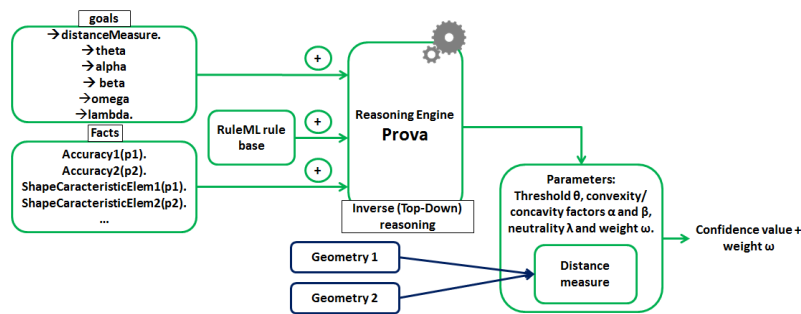 goals
→distanceMeasure.
→theta
→alpha
→ beta
→omega
→lambda.
Facts
Accuracy1(p1).
Accuracy2(p2).
ShapeCaracteristicElem1(p1).
ShapeCaracteristicElem2(p2).
...
+
RuleML rule
base
+
+
Reasoning Engine
Prova
Inverse (Top-Down)
reasoning
Geometry 1
Geometry 2
Parameters:
Threshold θ, convexity/
concavity factors α and β,
neutrality λ and weight ω.
Distance
measure
Confidence value +
weight ω